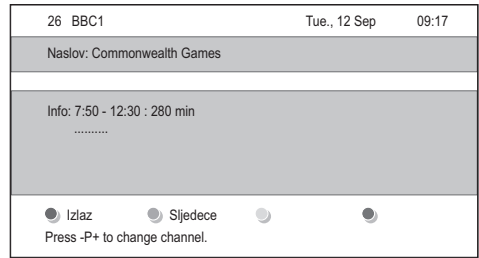 26 BBC1 Tue., 12 Sep 09:17
Naslov: Commonwealth Games
Info: 7:50 - 12:30 : 280 min
..........
Izlaz Sljedece
Press -P+ to change channel.